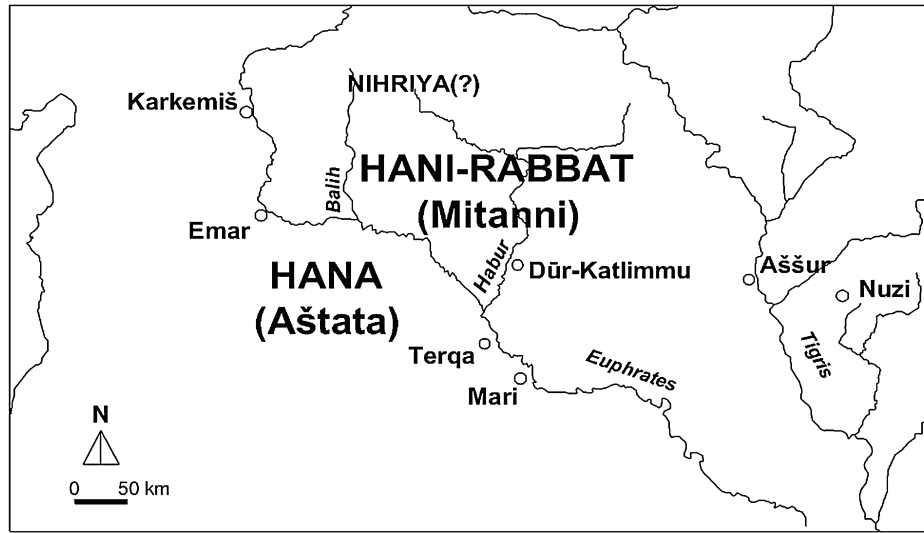 NIHRIYA(?)
Karkemiš
HANI-RABBAT
(Mitanni)
Balih
Emar
Habur
HANA
(Aštata)
Dūr-Katlimmu
Aššur
Nuzi
Terqa
Mari
Euphrates
Tigris
N
0 50 km